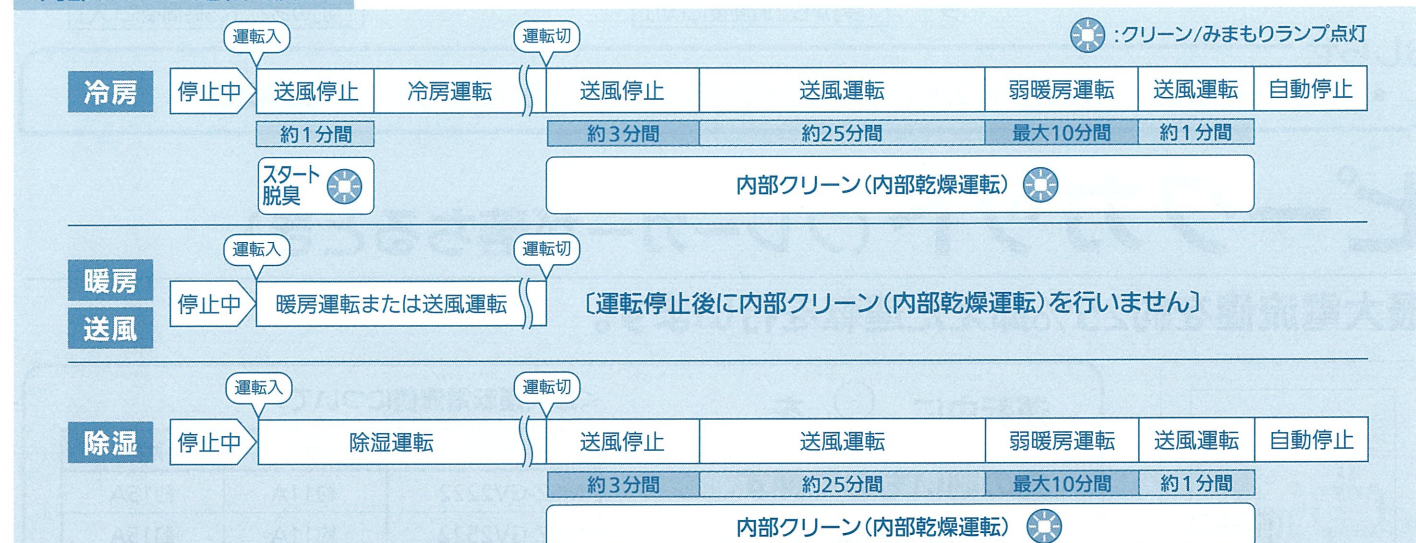 運転入
運転切
:クリーン/みまもりランプ点灯
冷房 停止中 送風停止 冷房運転 送風停止 送風運転 弱暖房運転 送風運転 自動停止
約1分間 約3分間 約25分間 最大10分間 約1分間
スタート
脱臭
内部クリーン(内部乾燥運転)
運転入
運転切
暖房
送風
停止中 暖房運転または送風運転
〔運転停止後に内部クリーン(内部乾燥運転)を行いません〕
運転入
運転切
除湿 停止中 除湿運転 送風停止 送風運転 弱暖房運転 送風運転 自動停止
約3分間 約25分間 最大10分間 約1分間
内部クリーン(内部乾燥運転)